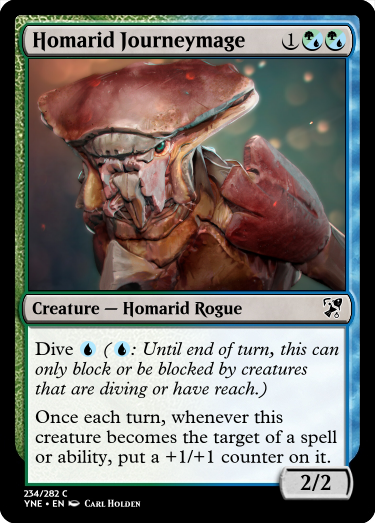 Homarid Journeymage 1
Creature — Homarid Rogue
Dive (: Until end of turn, this can
only block or be blocked by creatures
that are diving or have reach.)
Once each turn, whenever this
creature becomes the target of a spell
or ability, put a +1/+1 counter on it.
2/2
234/282 C
YNE • EN Carl Holden